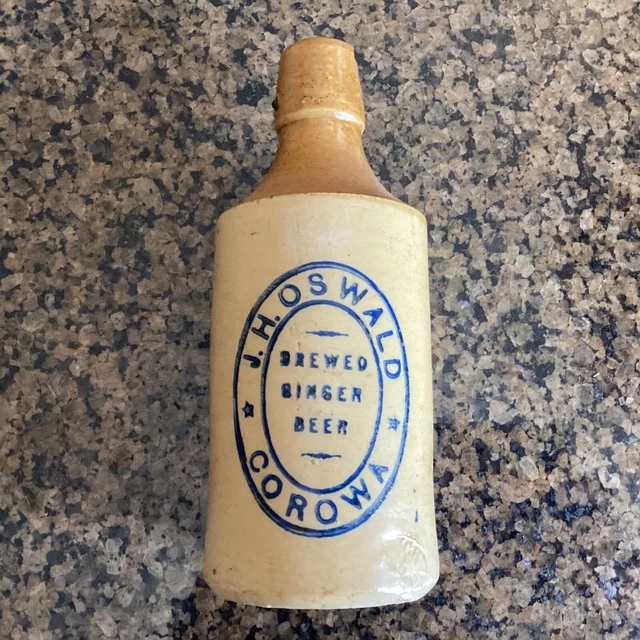 J.H. OSWALD
BREWED
GINGER
BEER
COROWA